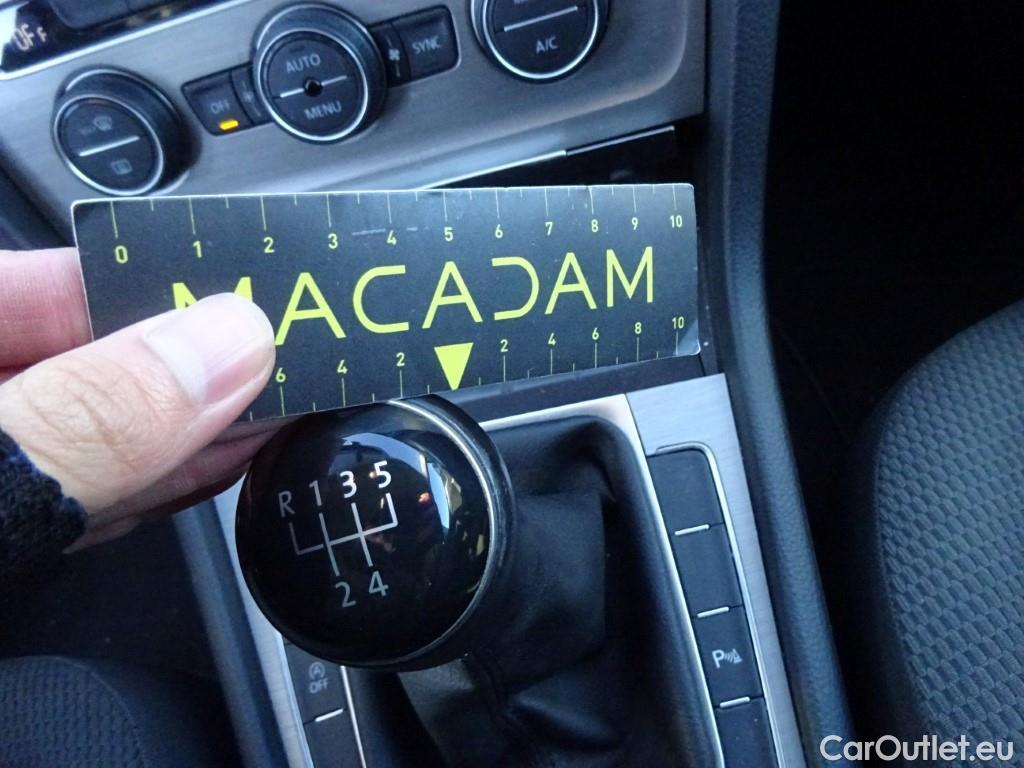 OFF
AUTO
MENU
OFF
SYNC
A/C
0 1 2 3 4 5 6 7 8 9 10
MACADAM
6 4 2 2 4 6 8 10
R 1 3 5
2 4
A
OFF
P
CarOutlet.eu